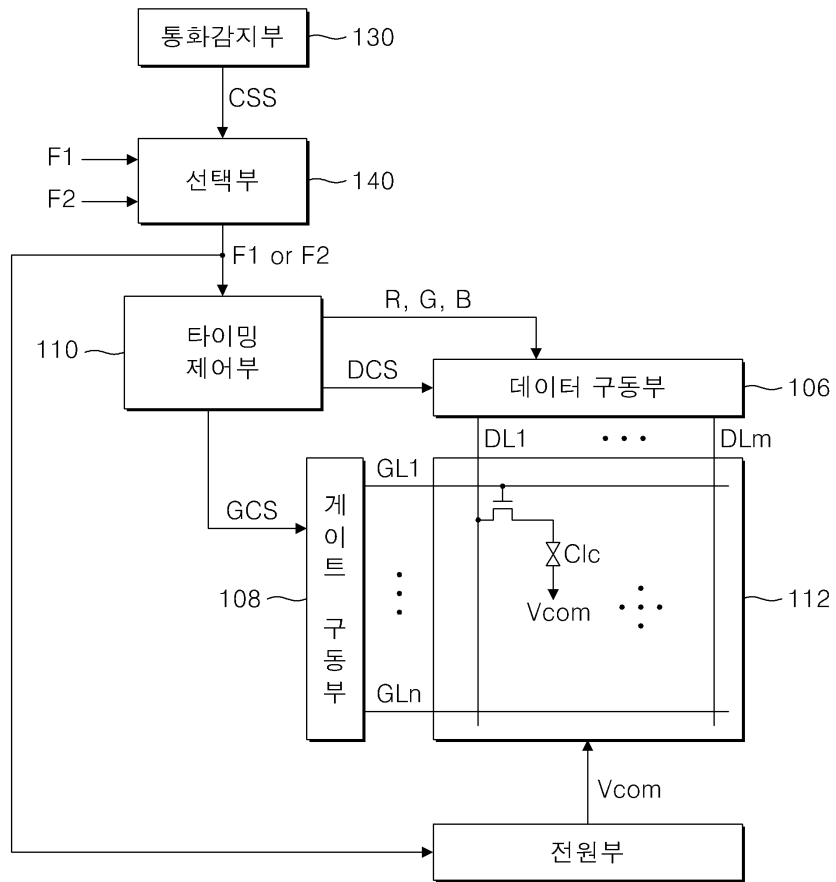 통화감지부
130
CSS
F1
F2
선택부
140
F1 or F2
R, G, B
110
타이밍
제어부
DCS
데이터 구동부
106
DL1
• • •
DLm
GL1
GCS
게이트 구동부
108
Clc
Vcom
112
GLn
Vcom
전원부